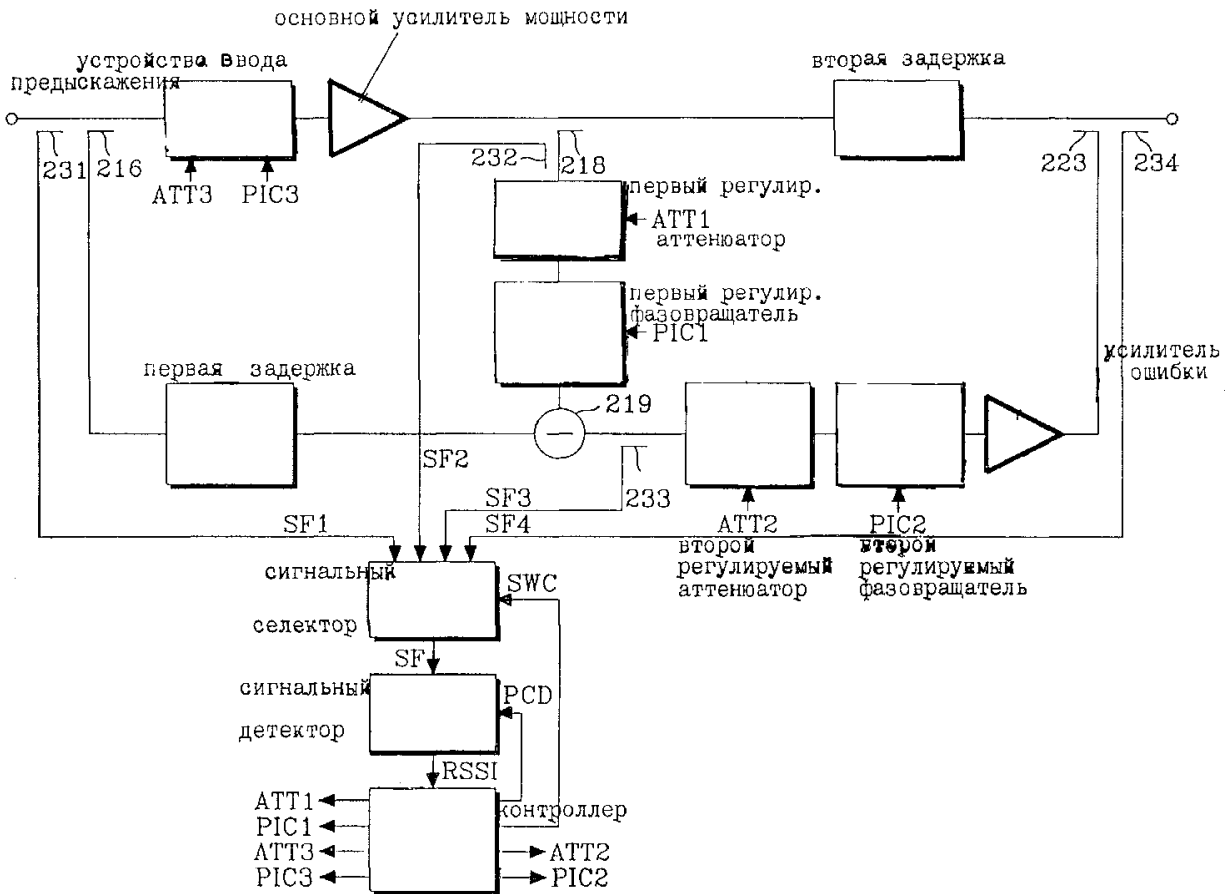 основной усилитель мощности
устройства ввода
предыскажения
вторая задержка
231
216
232
218
223
234
ATT3
PIC3
первый регулир.
ATT1
аттенюатор
первый регулир.
фазовращатель
PIC1
усилитель
ошибки
первая задержка
219
SF2
SF3
233
SF1
SF4
ATT2
PIC2
второй
регулируемый
аттенюатор
второй
регулируемый
фазовращатель
сигнальный
SWC
селектор
SF
сигнальный
PCD
детектор
RSSI
ATT1
контроллер
PIC1
ATT3
ATT2
PIC3
PIC2